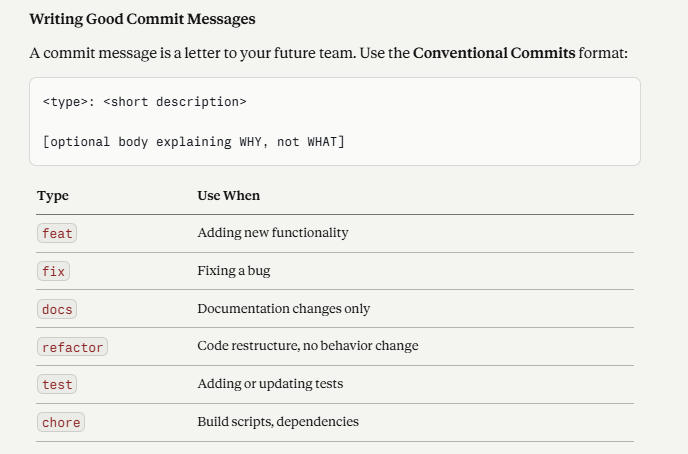 Writing Good Commit Messages
A commit message is a letter to your future team. Use the Conventional Commits format:
<type>: <short description>
[optional body explaining WHY, not WHAT]
Type Use When
feat Adding new functionality
fix Fixing a bug
docs Documentation changes only
refactor Code restructure, no behavior change
test Adding or updating tests
chore Build scripts, dependencies